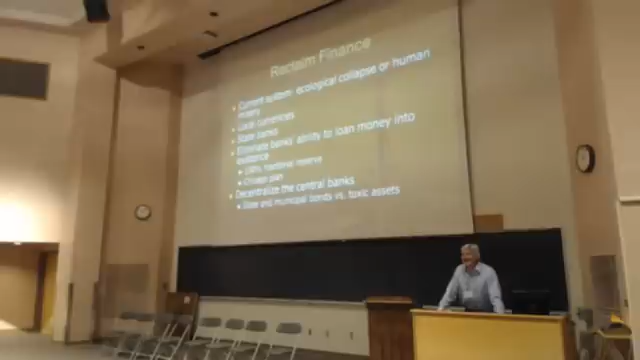 Reclaim Finance
Current system: ecological collapse or human
misery
Local currencies
State banks
Eliminate banks' ability to loan money into
existence
100% fractional reserve
Chicago plan
Decentralize the central banks
State and municipal bonds vs. toxic assets